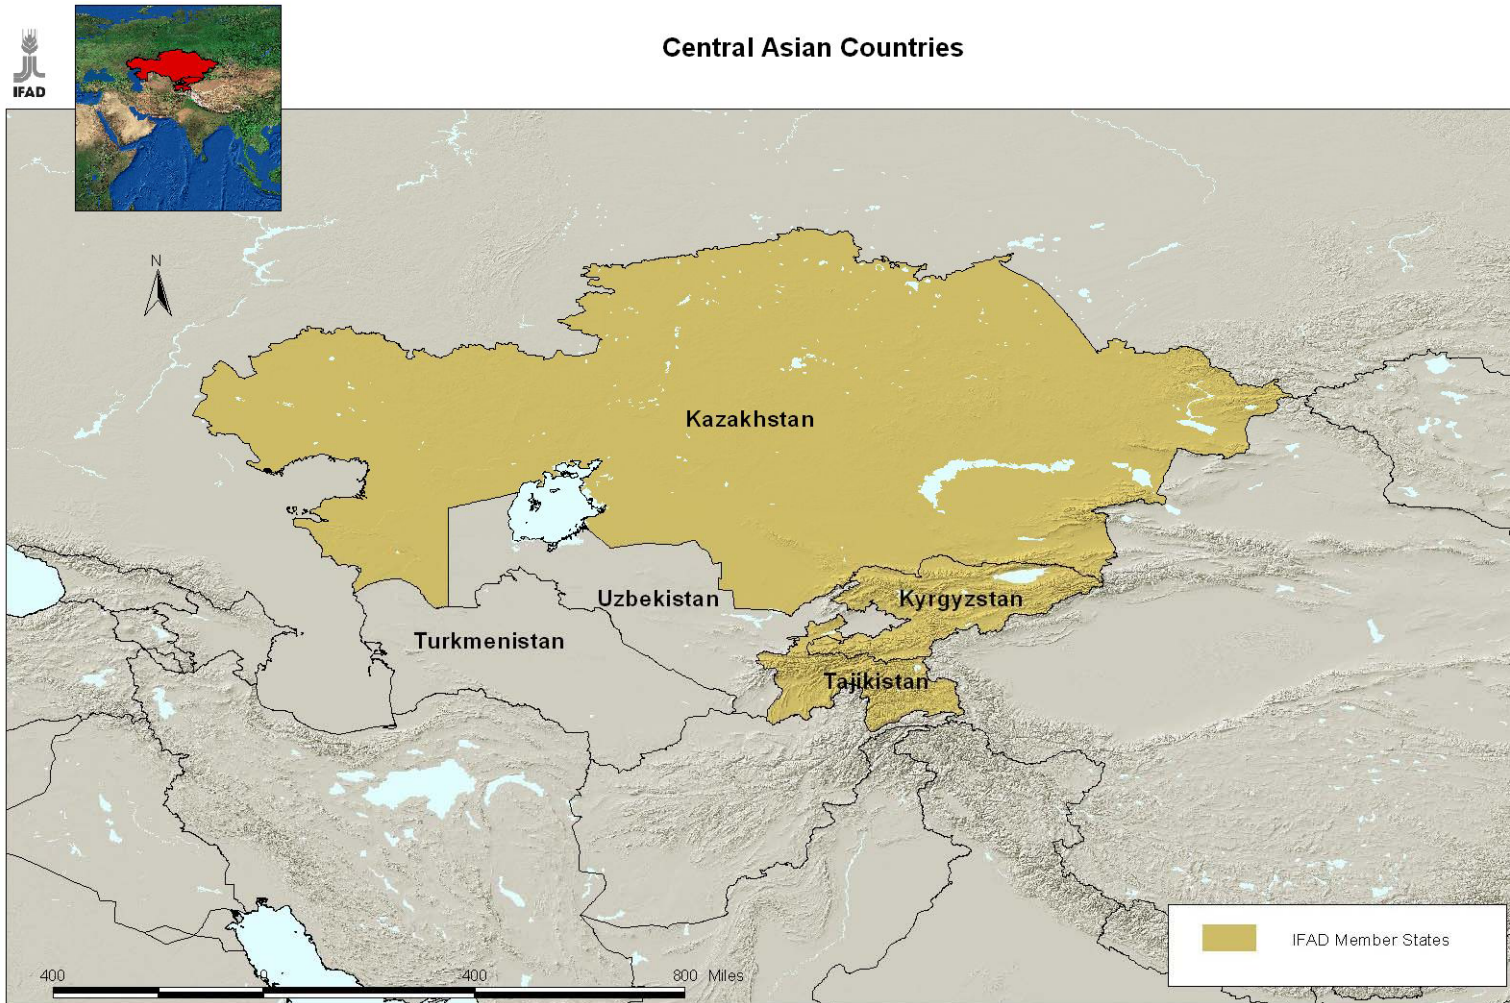 IFAD
Central Asian Countries
N
Kazakhstan
Uzbekistan
Kyrgyzstan
Turkmenistan
Tajikistan
IFAD Member States
400 0 400 800 Miles